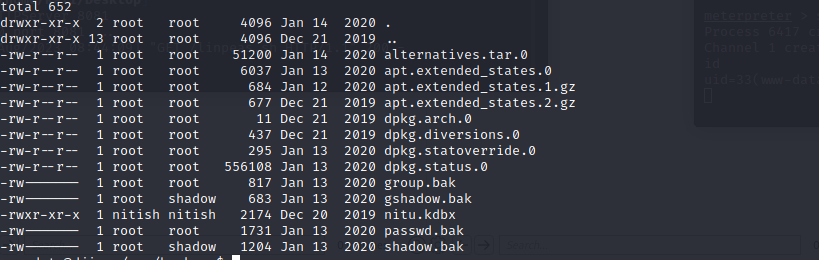 total 652
drwxr-xr-x  2 root   root     4096 Jan 14  2020 .
drwxr-xr-x 13 root   root     4096 Dec 21  2019 ..
-rw-r--r--  1 root   root    51200 Jan 14  2020 alternatives.tar.0
-rw-r--r--  1 root   root     6037 Jan 13  2020 apt.extended_states.0
-rw-r--r--  1 root   root      684 Jan 12  2020 apt.extended_states.1.gz
-rw-r--r--  1 root   root      677 Dec 21  2019 apt.extended_states.2.gz
-rw-r--r--  1 root   root       11 Dec 21  2019 dpkg.arch.0
-rw-r--r--  1 root   root      437 Dec 21  2019 dpkg.diversions.0
-rw-r--r--  1 root   root      295 Jan 13  2020 dpkg.statoverride.0
-rw-r--r--  1 root   root   556108 Jan 13  2020 dpkg.status.0
-rw-------  1 root   root      817 Jan 13  2020 group.bak
-rw-------  1 root   shadow    683 Jan 13  2020 gshadow.bak
-rwxr-xr-x  1 nitish nitish   2174 Dec 20  2019 nitu.kdbx
-rw-------  1 root   root     1731 Jan 13  2020 passwd.bak
-rw-------  1 root   shadow   1204 Jan 13  2020 shadow.bak
meterpreter >
Process 6417
Channel 1
id
uid=33(www-dat